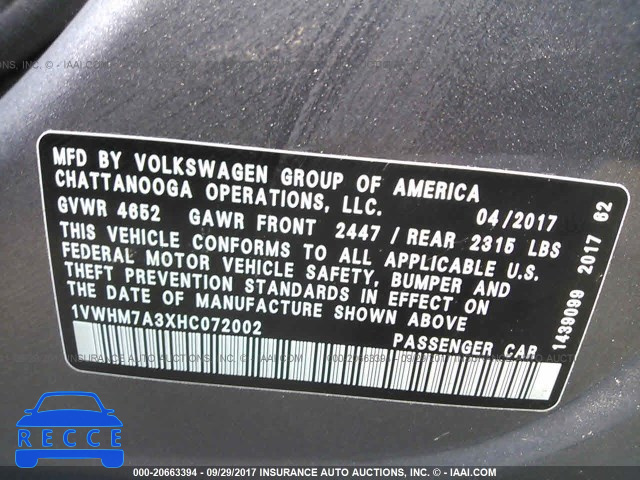 MFD BY VOLKSWAGEN GROUP OF AMERICA
CHATTANOOGA OPERATIONS, LLC.
04/2017
GVWR 4652 GAWR FRONT 2447 / REAR 2315 LBS
THIS VEHICLE CONFORMS TO ALL APPLICABLE U.S.
FEDERAL MOTOR VEHICLE SAFETY, BUMPER AND
THEFT PREVENTION STANDARDS IN EFFECT ON
THE DATE OF MANUFACTURE SHOWN ABOVE
1VWHM7A3XHC072002
PASSENGER CAR
1439099 2017 62
RECCE
000-20663394 - 09/29/2017 INSURANCE AUTO AUCTIONS, INC. - IAAI.COM